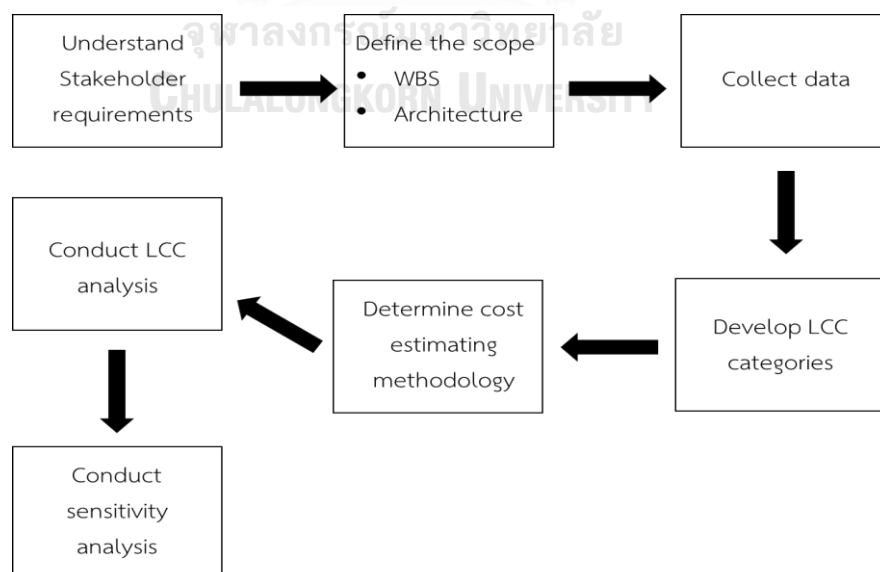 จุฬาลงกรณ์มหาวิทยาลัย
CHULALONGKORN UNIVERSITY
Understand
Stakeholder
requirements
Define the scope
• WBS
• Architecture
Collect data
Develop LCC
categories
Determine cost
estimating
methodology
Conduct LCC
analysis
Conduct
sensitivity
analysis